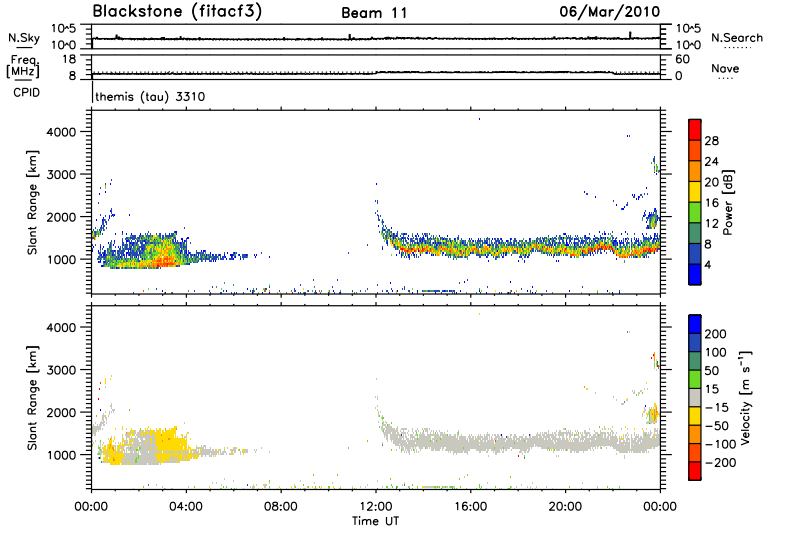 Blackstone (fitacf3) Beam 11 06/Mar/2010
N.Sky 10^5 10^0 10^5 10^0 N.Search
Freq. [MHz] 18 8 60 0 Nave
CPID themis (tau) 3310
Slant Range [km] 4000 3000 2000 1000
28 24 20 16 12 8 4 Power [dB]
Slant Range [km] 4000 3000 2000 1000
200 100 50 15 -15 -50 -100 -200 Velocity [m s⁻¹]
00:00 04:00 08:00 12:00 16:00 20:00 00:00
Time UT